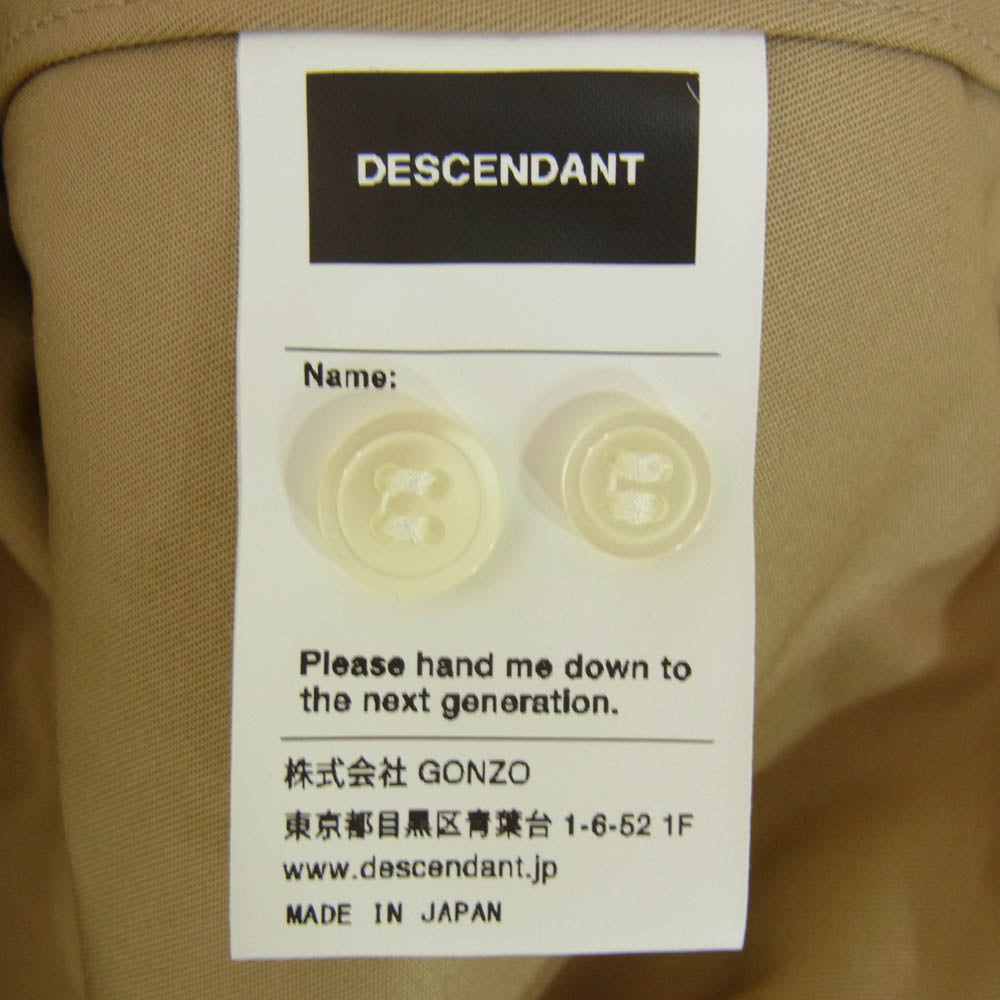 DESCENDANT
Name:
Please hand me down to
the next generation.
株式会社 GONZO
東京都目黒区青葉台 1-6-52 1F
www.descendant.jp
MADE IN JAPAN